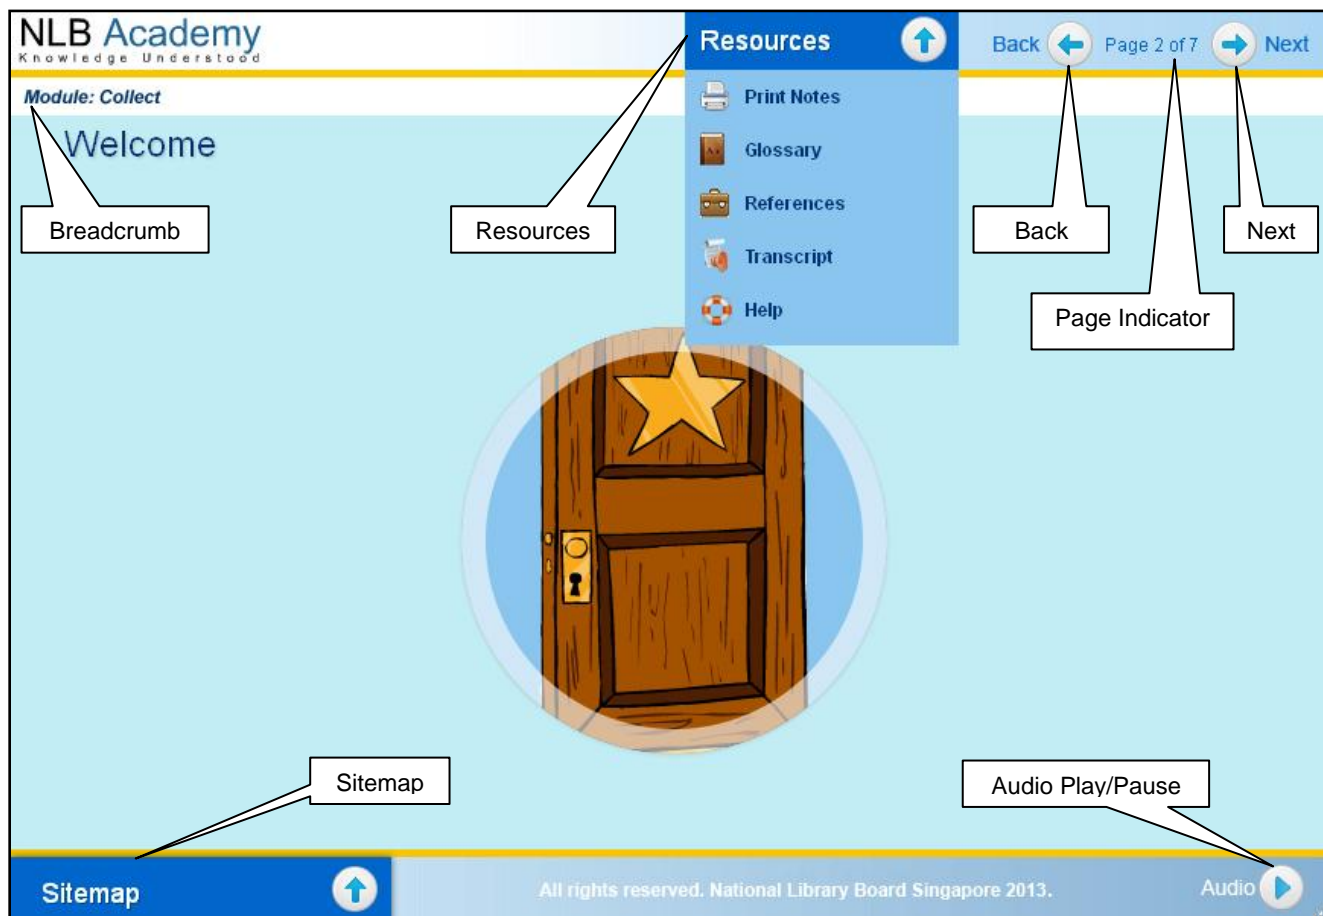 NLB Academy
Knowledge Understood
Resources
Back
Page 2 of 7
Next
Module: Collect
Print Notes
Welcome
Glossary
References
Breadcrumb
Resources
Back
Next
Transcript
Help
Page Indicator
Sitemap
Audio Play/Pause
Sitemap
All rights reserved. National Library Board Singapore 2013.
Audio